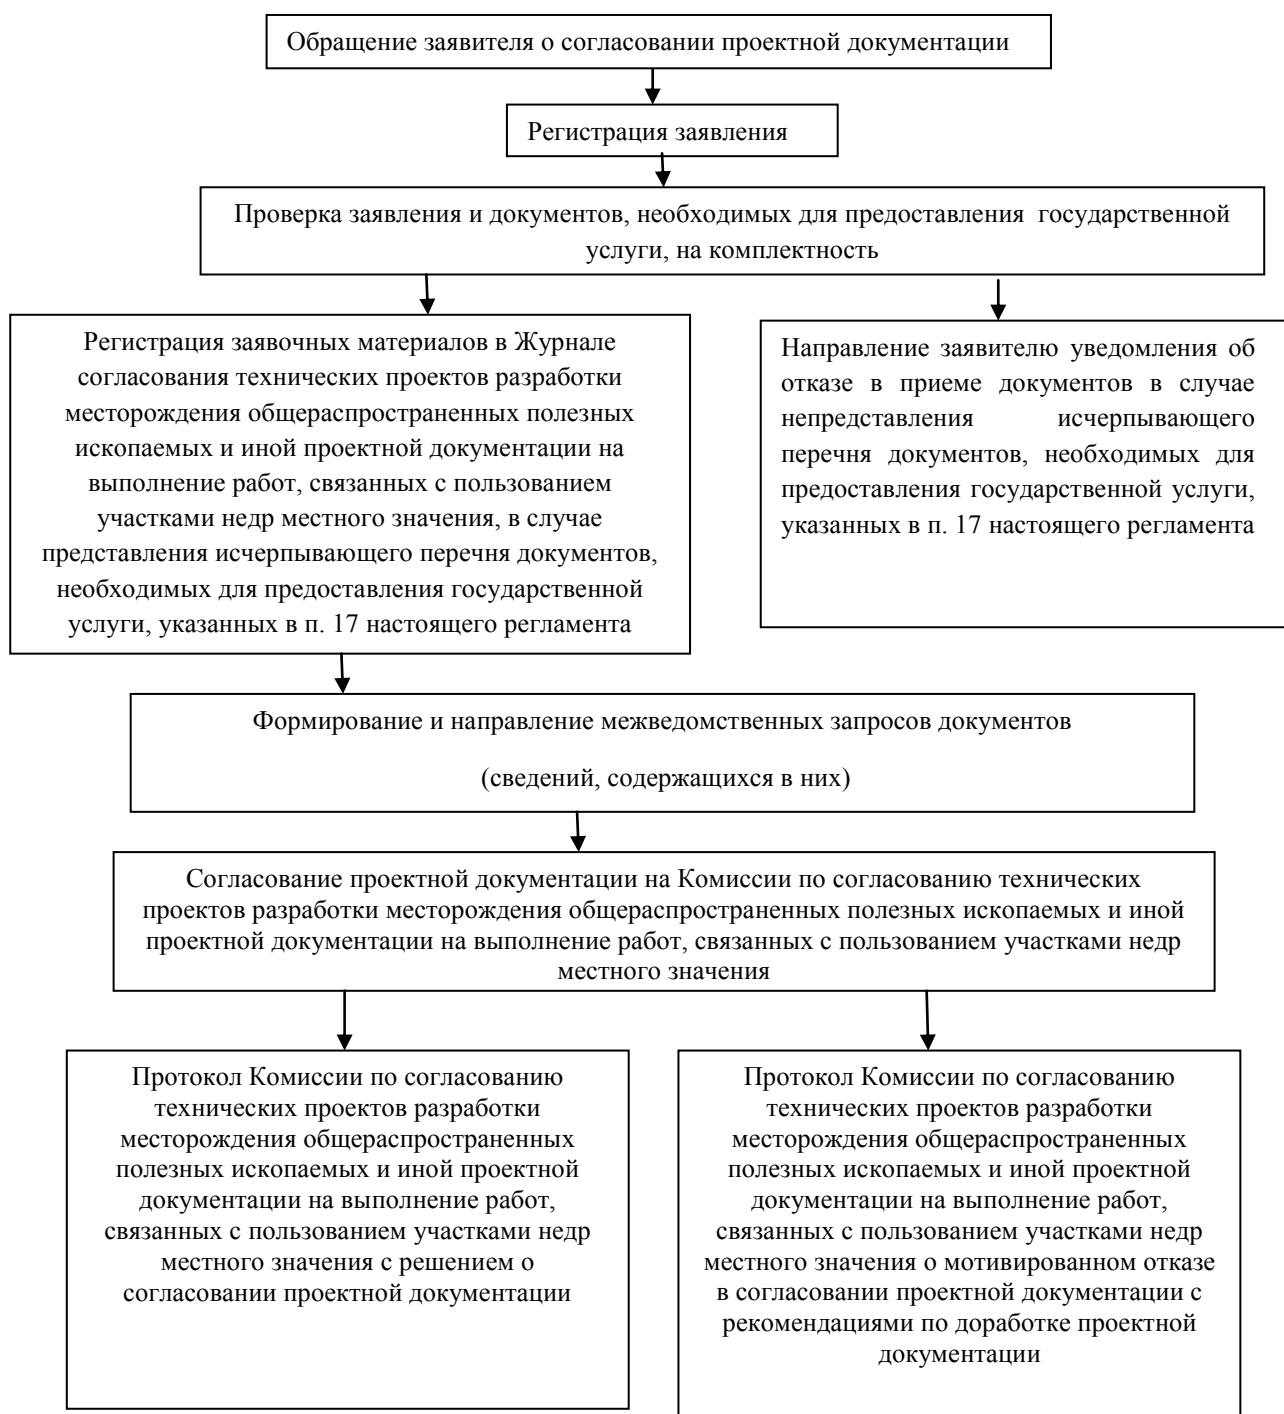 Обращение заявителя о согласовании проектной документации
Регистрация заявления
Проверка заявления и документов, необходимых для предоставления государственной
услуги, на комплектность
Регистрация заявочных материалов в Журнале
согласования технических проектов разработки
месторождения общераспространенных полезных
ископаемых и иной проектной документации на
выполнение работ, связанных с пользованием
участками недр местного значения, в случае
представления исчерпывающего перечня документов,
необходимых для предоставления государственной
услуги, указанных в п. 17 настоящего регламента
Направление заявителю уведомления об
отказе в приеме документов в случае
непредставления исчерпывающего
перечня документов, необходимых для
предоставления государственной услуги,
указанных в п. 17 настоящего регламента
Формирование и направление межведомственных запросов документов
(сведений, содержащихся в них)
Согласование проектной документации на Комиссии по согласованию технических
проектов разработки месторождения общераспространенных полезных ископаемых и иной
проектной документации на выполнение работ, связанных с пользованием участками недр
местного значения
Протокол Комиссии по согласованию
технических проектов разработки
месторождения общераспространенных
полезных ископаемых и иной проектной
документации на выполнение работ,
связанных с пользованием участками недр
местного значения с решением о
согласовании проектной документации
Протокол Комиссии по согласованию
технических проектов разработки
месторождения общераспространенных
полезных ископаемых и иной проектной
документации на выполнение работ,
связанных с пользованием участками недр
местного значения о мотивированном отказе
в согласовании проектной документации с
рекомендациями по доработке проектной
документации